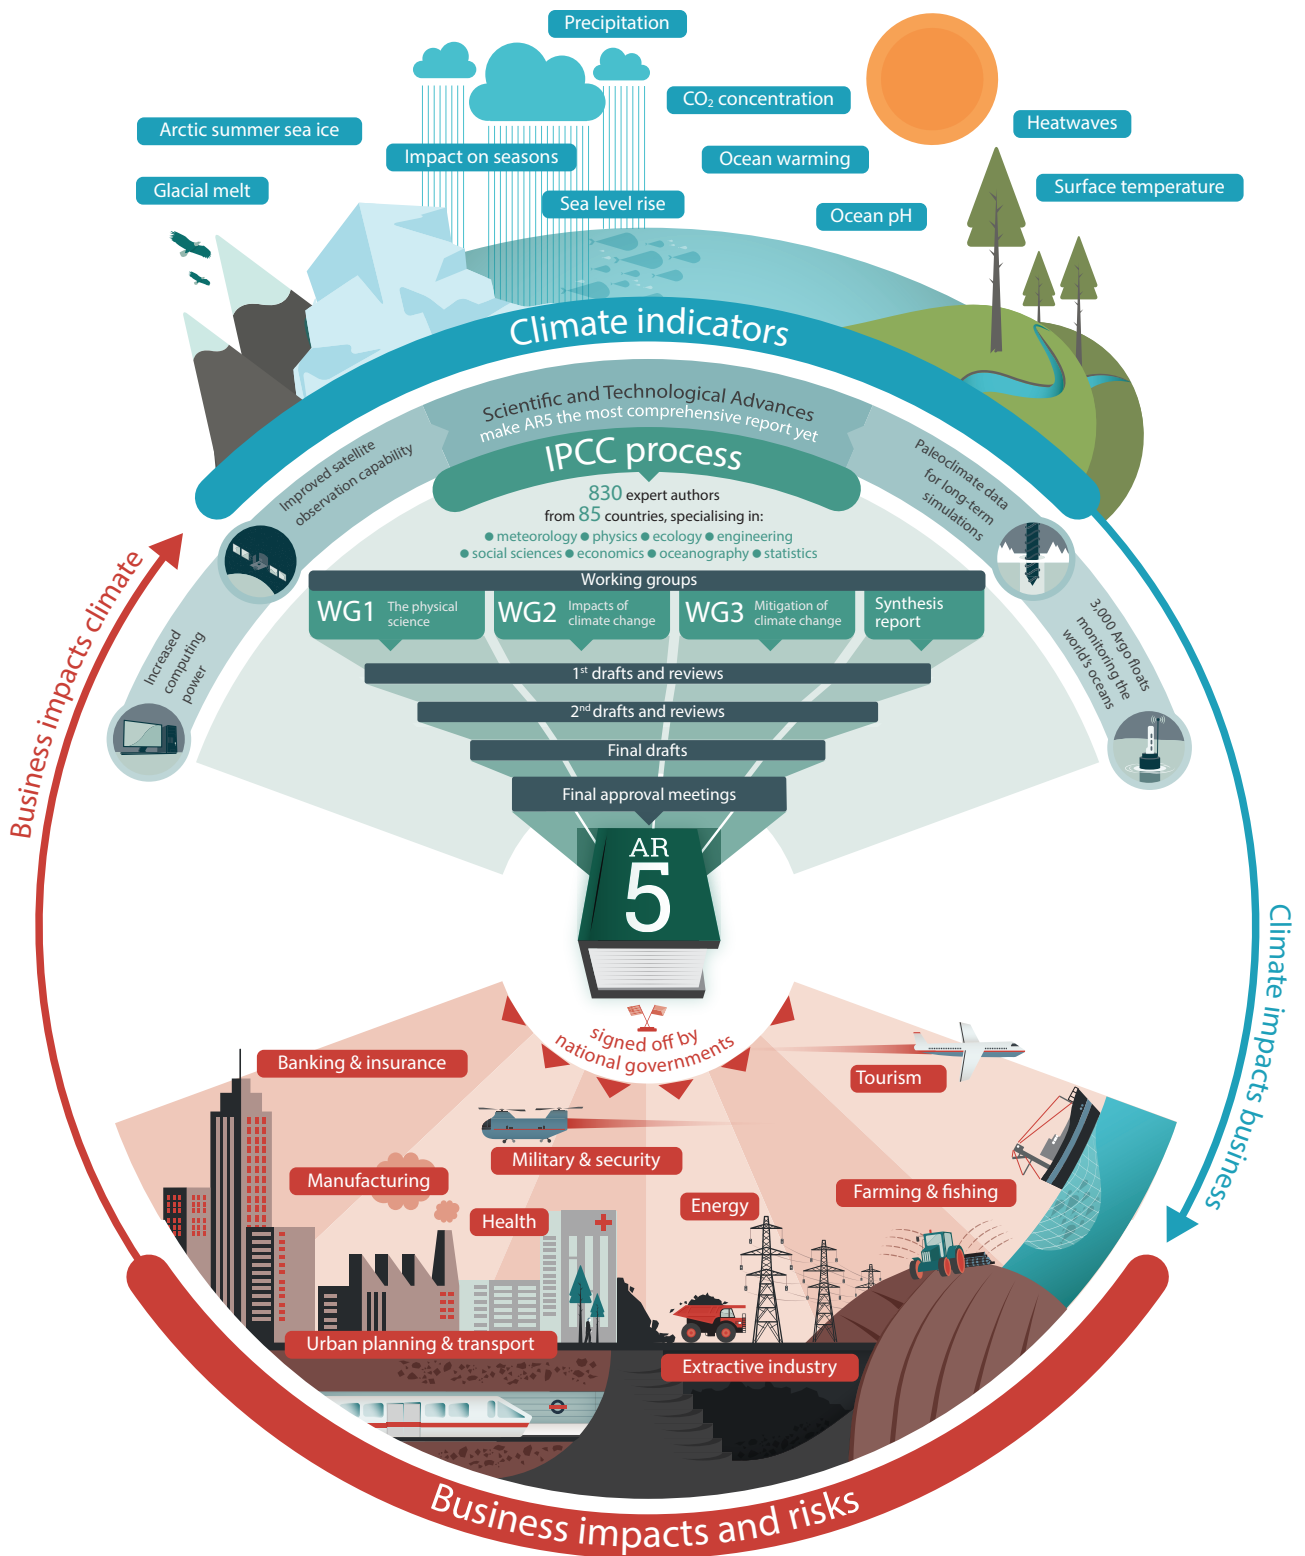 Precipitation
CO₂ concentration
Heatwaves
Arctic summer sea ice
Impact on seasons
Ocean warming
Glacial melt
Surface temperature
Sea level rise
Ocean pH
Climate indicators
Scientific and Technological Advances
make AR5 the most comprehensive report yet
IPCC process
Improved satellite
observation capability
Paleoclimate data
for long-term
simulations
830 expert authors
from 85 countries, specialising in:
● meteorology ● physics ● ecology ● engineering
● social sciences ● economics ● oceanography ● statistics
Working groups
WG1 The physical
science
WG2 Impacts of
climate change
WG3 Mitigation of
climate change
Synthesis
report
Increased
computing
power
3,000 Argo floats
monitoring the
world's oceans
1st drafts and reviews
2nd drafts and reviews
Final drafts
Final approval meetings
AR
5
Business impacts climate
Climate impacts business
signed off by
national governments
Banking & insurance
Tourism
Military & security
Manufacturing
Farming & fishing
Energy
Health
Urban planning & transport
Extractive industry
Business impacts and risks